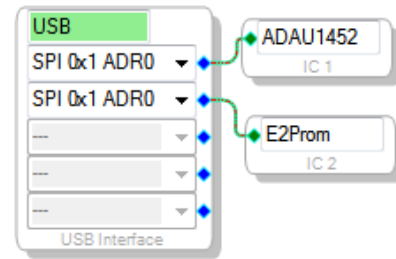 USB
SPI 0x1 ADR0
SPI 0x1 ADR0
---
---
---
USB Interface
ADAU1452
IC 1
E2Prom
IC 2